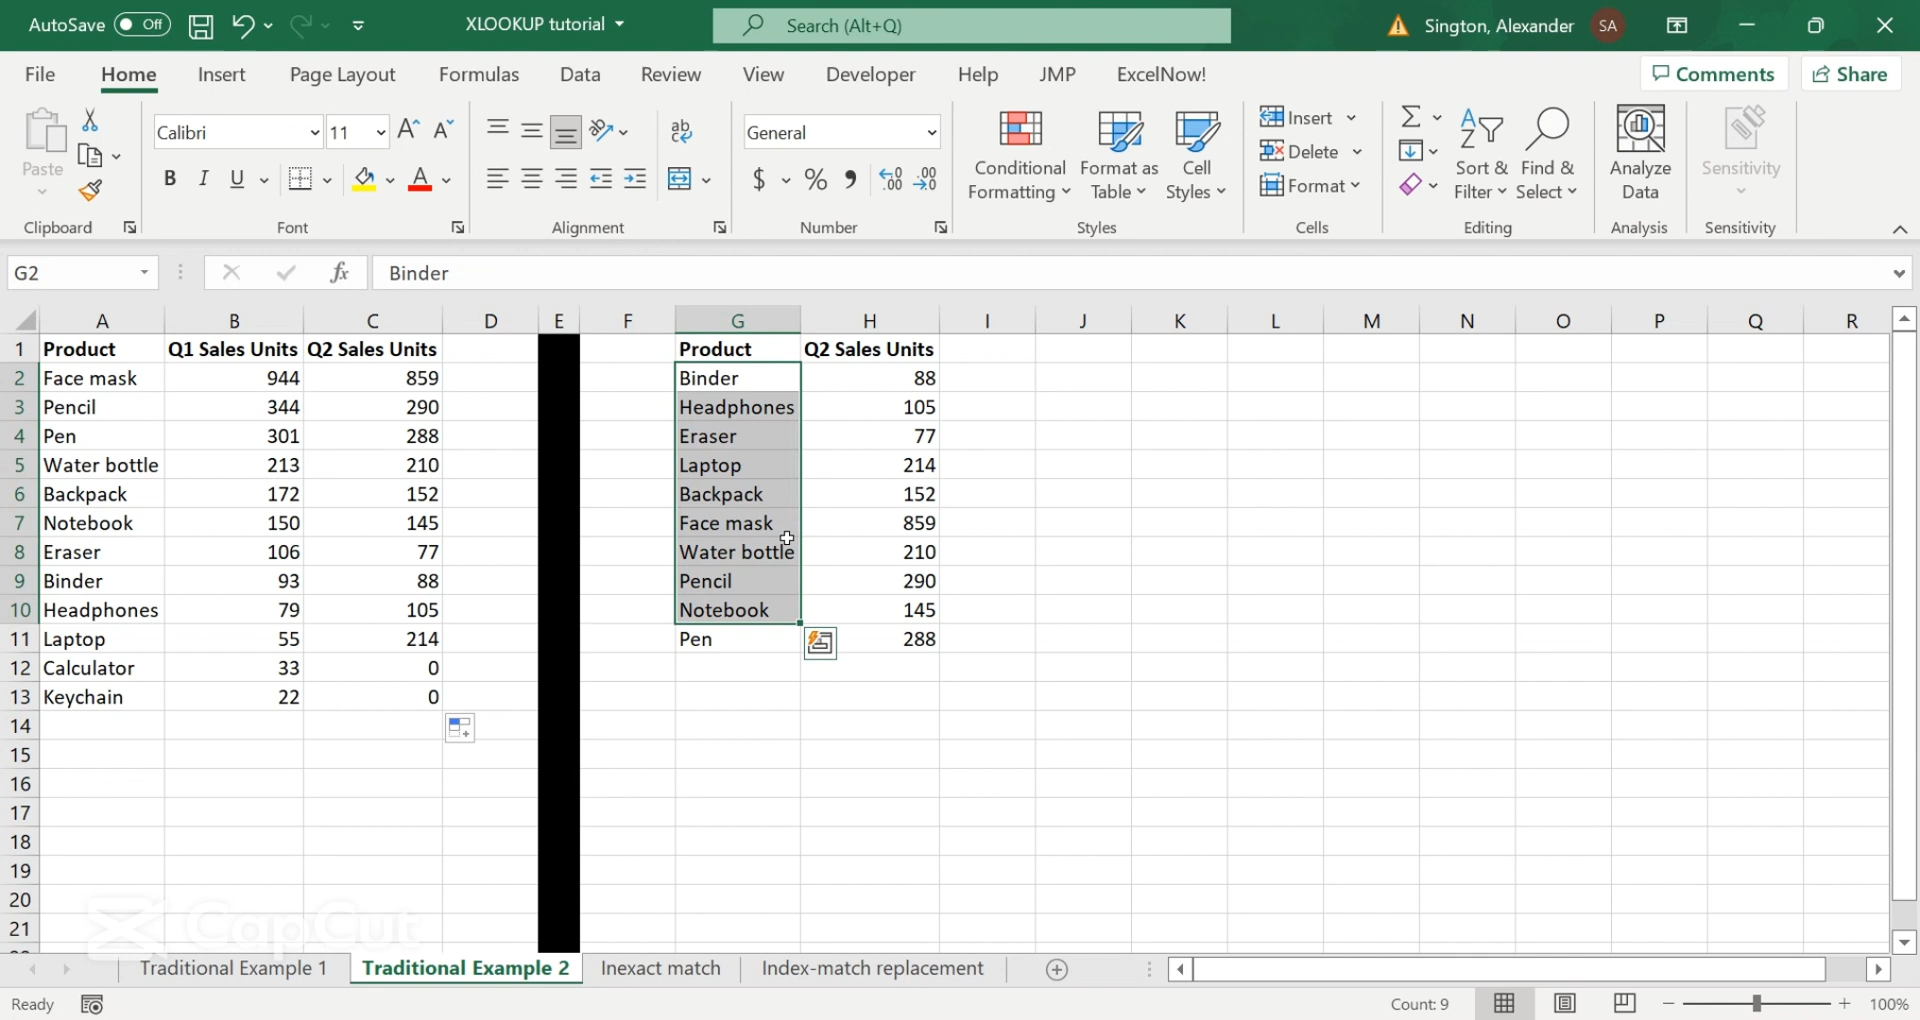 AutoSave Off XLOOKUP tutorial Search (Alt+Q) Sington, Alexander SA
File Home Insert Page Layout Formulas Data Review View Developer Help JMP ExcelNow! Comments Share
Paste
Clipboard
Calibri 11
B I U A
Font
ab
Alignment
General
$ % 9
Number
Conditional Formatting
Format as Table
Cell Styles
Styles
Insert
Delete
Format
Cells
Sort & Filter
Find & Select
Editing
Analyze Data
Analysis
Sensitivity
Sensitivity
G2 fx Binder
A B C D E F G H I J K L M N O P Q R
1 Product Q1 Sales Units Q2 Sales Units Product Q2 Sales Units
2 Face mask 944 859 Binder 88
3 Pencil 344 290 Headphones 105
4 Pen 301 288 Eraser 77
5 Water bottle 213 210 Laptop 214
6 Backpack 172 152 Backpack 152
7 Notebook 150 145 Face mask 859
8 Eraser 106 77 Water bottle 210
9 Binder 93 88 Pencil 290
10 Headphones 79 105 Notebook 145
11 Laptop 55 214 Pen 288
12 Calculator 33 0
13 Keychain 22 0
14
15
16
17
18
19
20
CapCut
21
Traditional Example 1 Traditional Example 2 Inexact match Index-match replacement
Ready Count: 9 100%